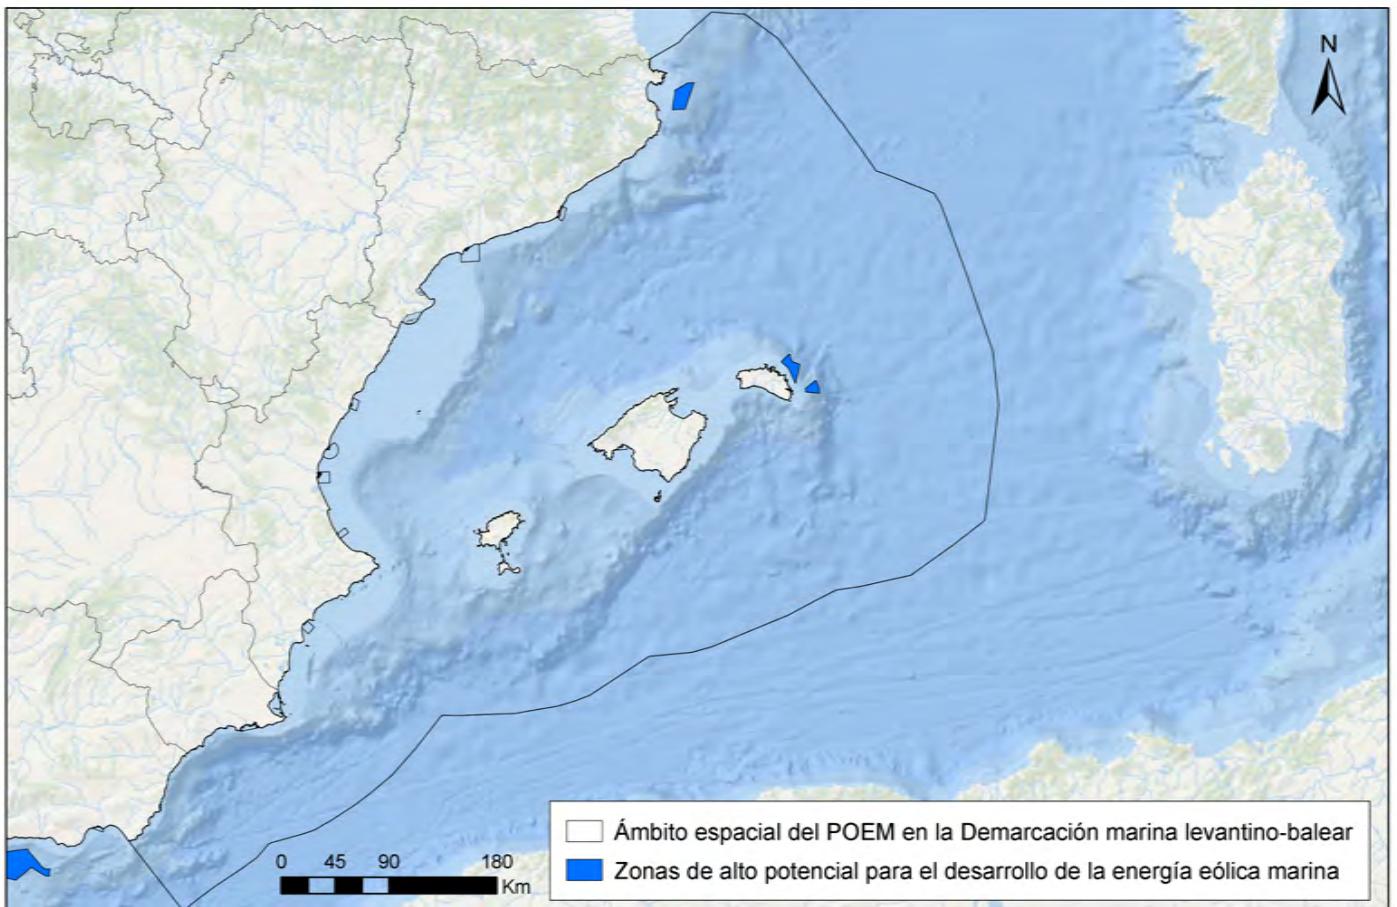 N
0 45 90 180
Km
Ámbito espacial del POEM en la Demarcación marina levantino-balear
Zonas de alto potencial para el desarrollo de la energía eólica marina